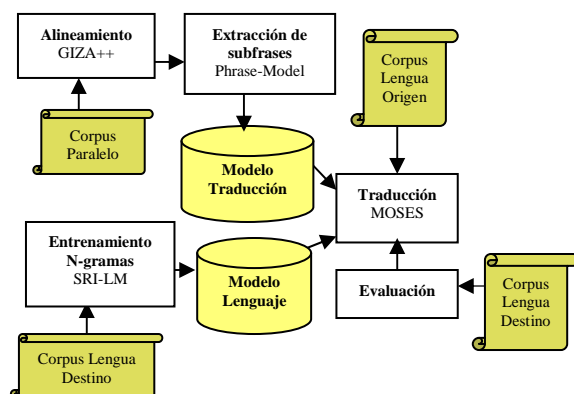 Alineamiento
GIZA++
Extracción de
subfrases
Phrase-Model
Corpus
Lengua
Origen
Corpus
Paralelo
Modelo
Traducción
Traducción
MOSES
Entrenamiento
N-gramas
SRI-LM
Modelo
Lenguaje
Evaluación
Corpus
Lengua
Destino
Corpus Lengua
Destino